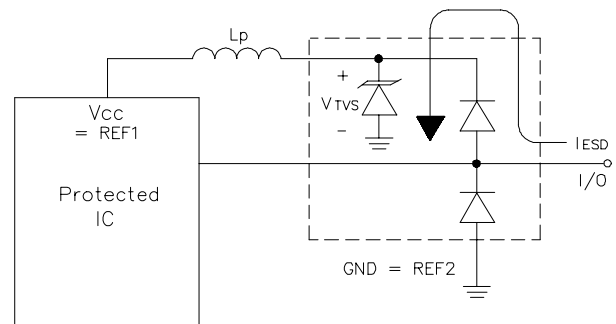 Lp
+
VTVS
-
VCC
= REF1
Protected
IC
IESD
I/O
GND = REF2